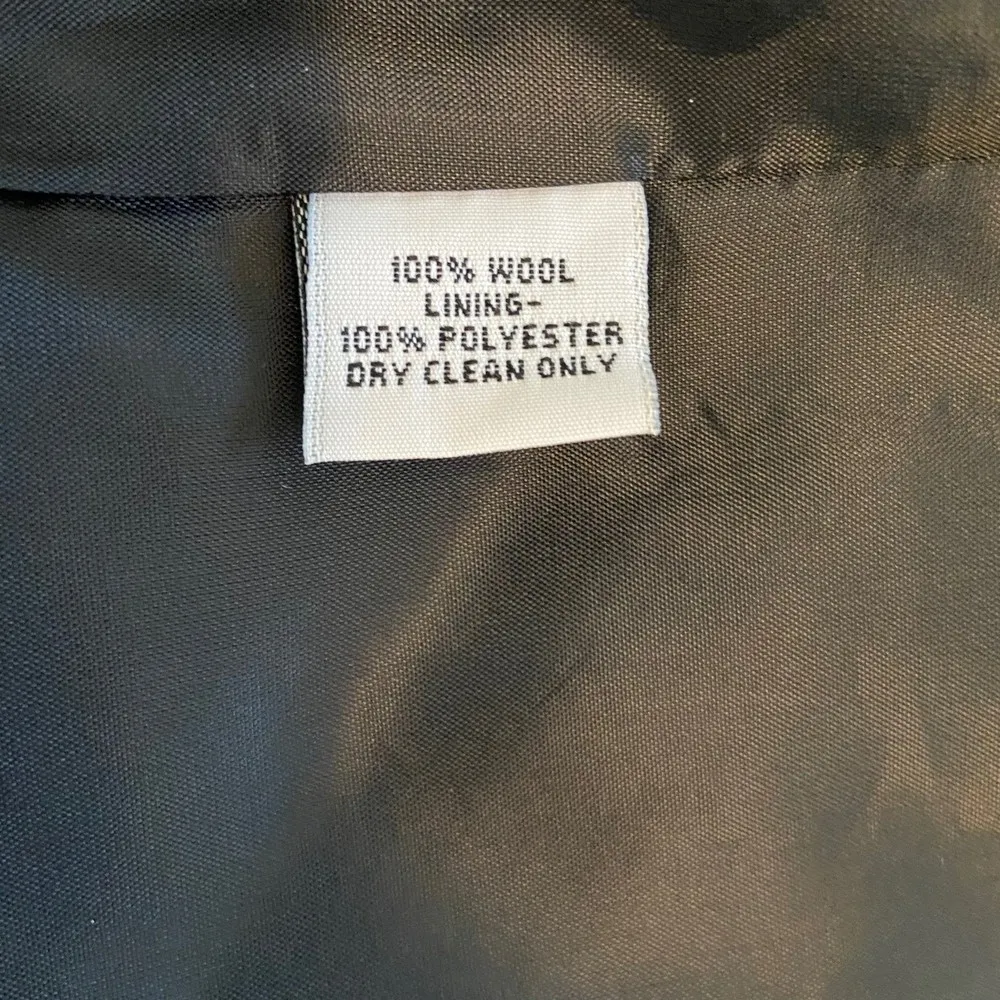 100% WOOL
LINING-
100% POLYESTER
DRY CLEAN ONLY